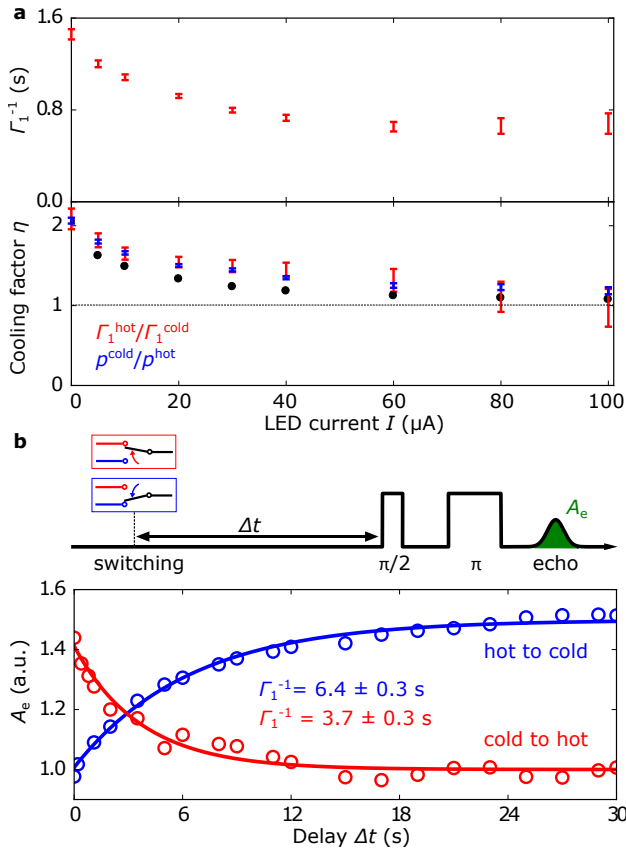 a
1.6
0.8
0.0
Γ₁⁻¹ (s)
2
1
0
Cooling factor η
Γ₁ʰᵒᵗ/Γ₁ᶜᵒˡᵈ
pᶜᵒˡᵈ/pʰᵒᵗ
0 20 40 60 80 100
LED current I (µA)
b
Δt
Aₑ
switching π/2 π echo
1.6
1.4
1.2
1.0
Aₑ (a.u.)
hot to cold
Γ₁⁻¹ = 6.4 ± 0.3 s
Γ₁⁻¹ = 3.7 ± 0.3 s
cold to hot
0 6 12 18 24 30
Delay Δt (s)